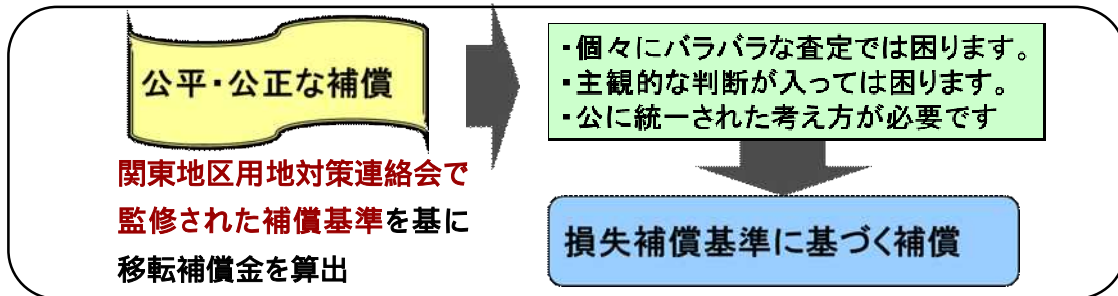 公平・公正な補償
関東地区用地対策連絡会で
監修された補償基準を基に
移転補償金を算出
・個々にバラバラな査定では困ります。
・主観的な判断が入っては困ります。
・公に統一された考え方が必要です
損失補償基準に基づく補償